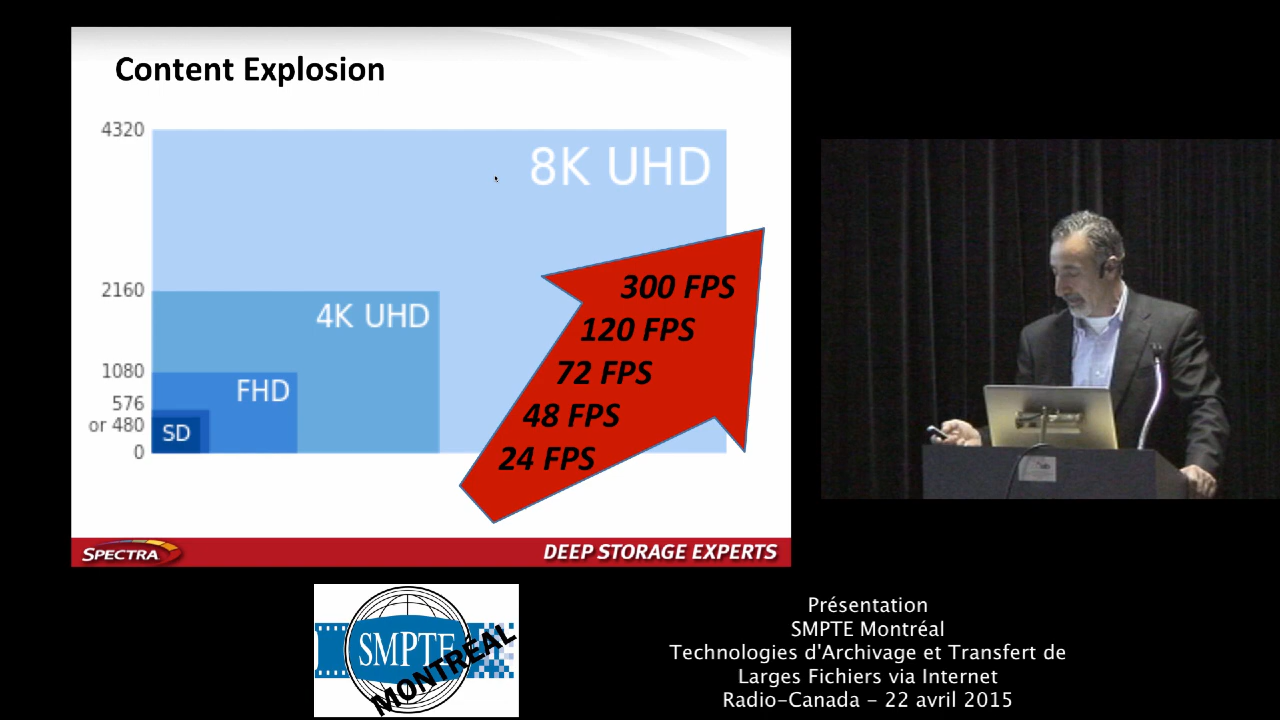 Content Explosion
4320
8K UHD
2160
4K UHD
1080
FHD
576
or 480
SD
0
300 FPS
120 FPS
72 FPS
48 FPS
24 FPS
SPECTRA
DEEP STORAGE EXPERTS
SMPTE
MONTRÉAL
Présentation
SMPTE Montréal
Technologies d'Archivage et Transfert de
Larges Fichiers via Internet
Radio-Canada - 22 avril 2015